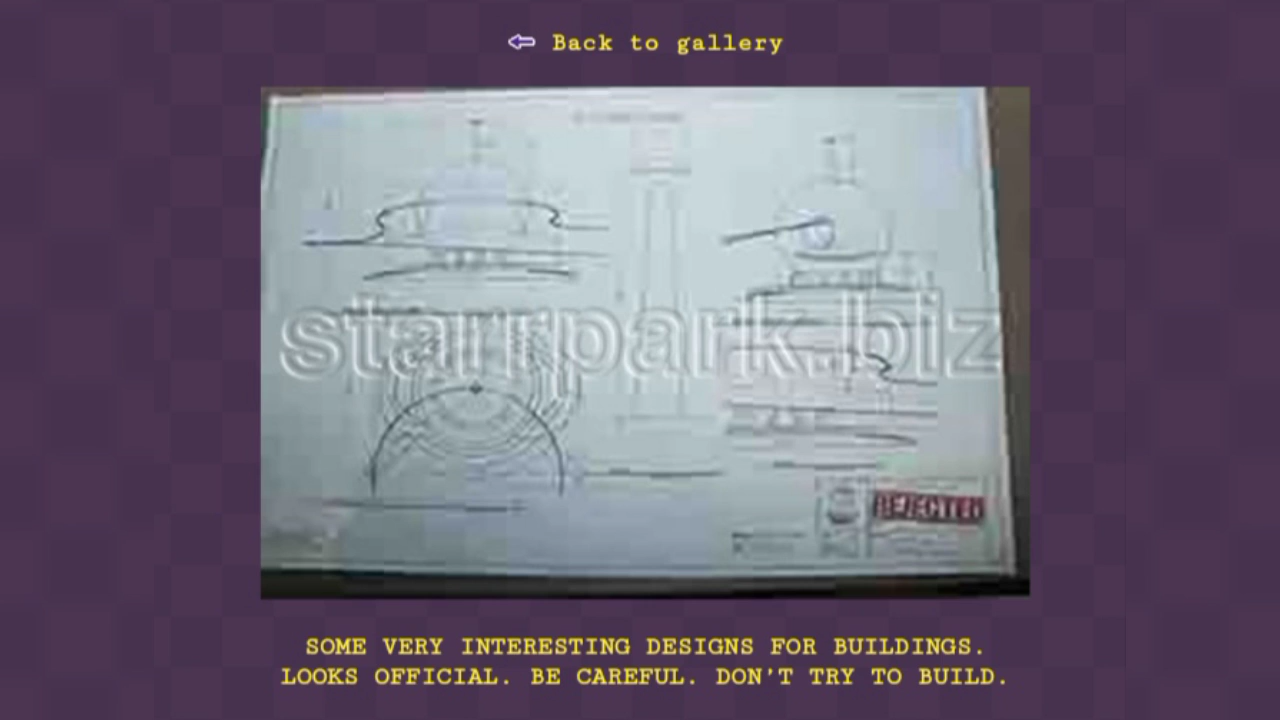 Back to gallery
starrpark.biz
REJECTED
SOME VERY INTERESTING DESIGNS FOR BUILDINGS.
LOOKS OFFICIAL. BE CAREFUL. DON'T TRY TO BUILD.